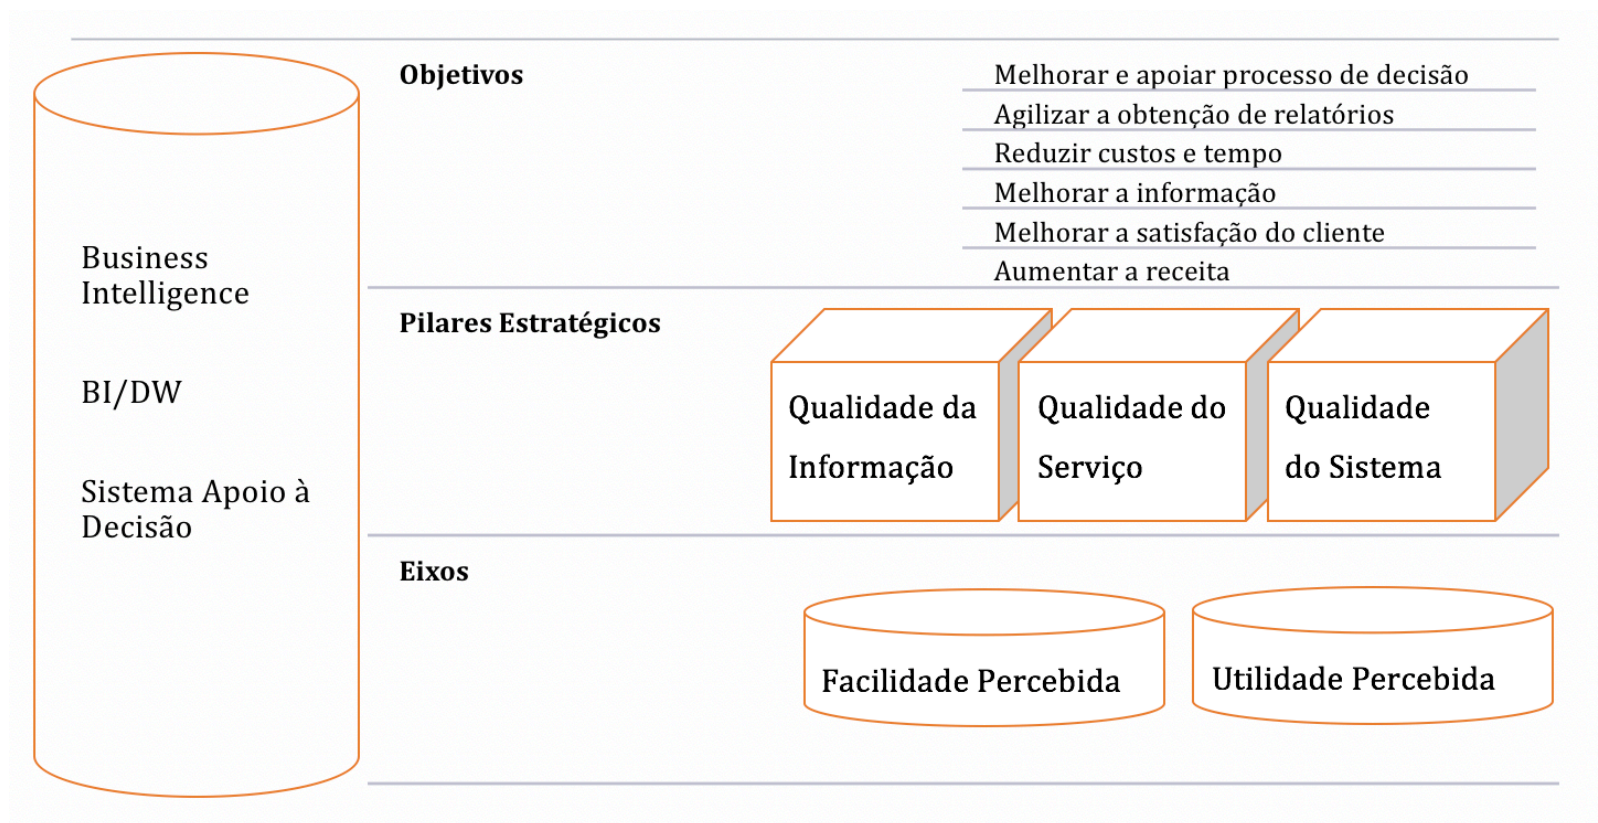 Business
Intelligence
BI/DW
Sistema Apoio à
Decisão
Objetivos
Melhorar e apoiar processo de decisão
Agilizar a obtenção de relatórios
Reduzir custos e tempo
Melhorar a informação
Melhorar a satisfação do cliente
Aumentar a receita
Pilares Estratégicos
Qualidade da
Informação
Qualidade do
Serviço
Qualidade
do Sistema
Eixos
Facilidade Percebida
Utilidade Percebida